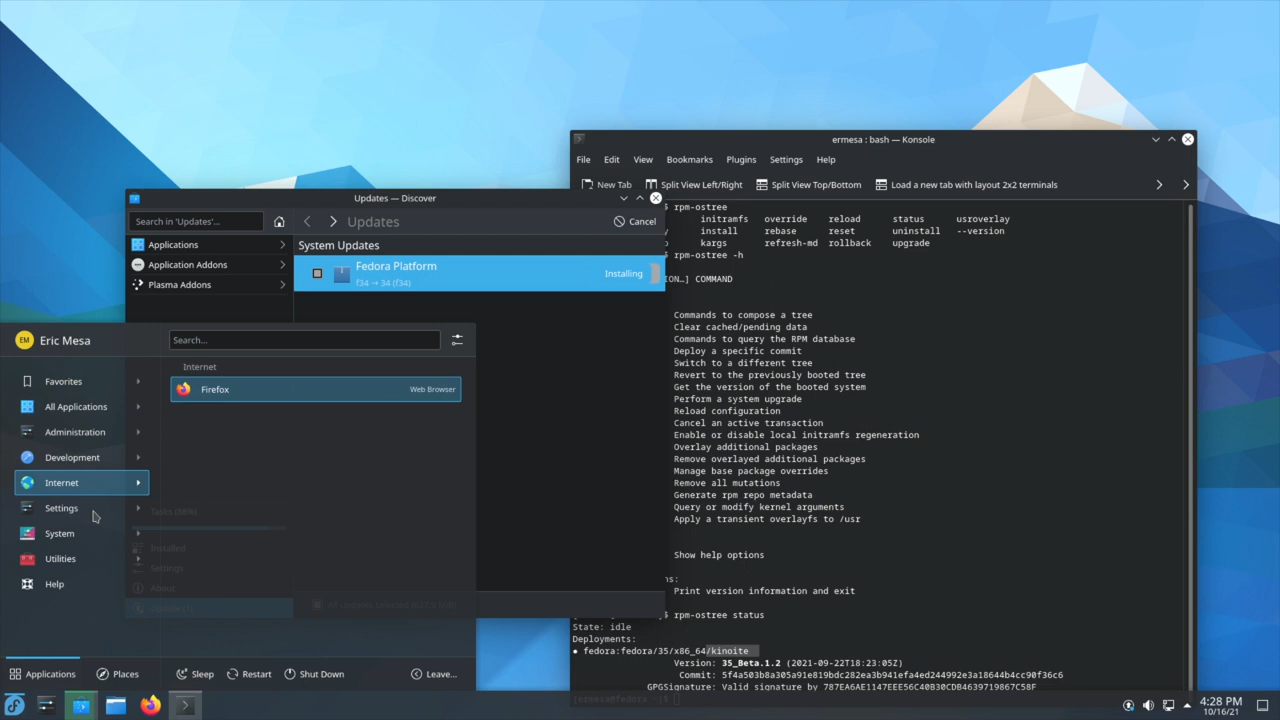 ermesa : bash — Konsole
File Edit View Bookmarks Plugins Settings Help
New Tab Split View Left/Right Split View Top/Bottom Load a new tab with layout 2x2 terminals
$ rpm-ostree
initramfs override reload status usroverlay
y install rebase reset uninstall --version
o kargs refresh-md rollback upgrade
$ rpm-ostree -h
ION…] COMMAND
Commands to compose a tree
Clear cached/pending data
Commands to query the RPM database
Deploy a specific commit
Switch to a different tree
Revert to the previously booted tree
Get the version of the booted system
Perform a system upgrade
Reload configuration
Cancel an active transaction
Enable or disable local initramfs regeneration
Overlay additional packages
Remove overlayed additional packages
Manage base package overrides
Remove all mutations
Generate rpm repo metadata
Query or modify kernel arguments
Apply a transient overlayfs to /usr
Show help options
ns:
Print version information and exit
$ rpm-ostree status
State: idle
Deployments:
● fedora:fedora/35/x86_64/kinoite
Version: 35_Beta.1.2 (2021-09-22T18:23:05Z)
Commit: 5f4a503b8a305a91e819bdc282ea3b941efa4ed244992e3a18644b4cc90f36c6
GPGSignature: Valid signature by 787EA6AE1147EEE56C40B30CDB4639719867C58F
[ermesa@fedora ~]$
Updates — Discover
Search in 'Updates'...
Updates
Cancel
Applications
Application Addons
Plasma Addons
System Updates
Fedora Platform
f34 → 34 (f34)
Installing
Tasks
Installed
Settings
About
EM
Eric Mesa
Search...
Favorites
All Applications
Administration
Development
Internet
Settings
System
Utilities
Help
Internet
Firefox Web Browser
Applications Places Sleep Restart Shut Down Leave...
4:28 PM
10/16/21